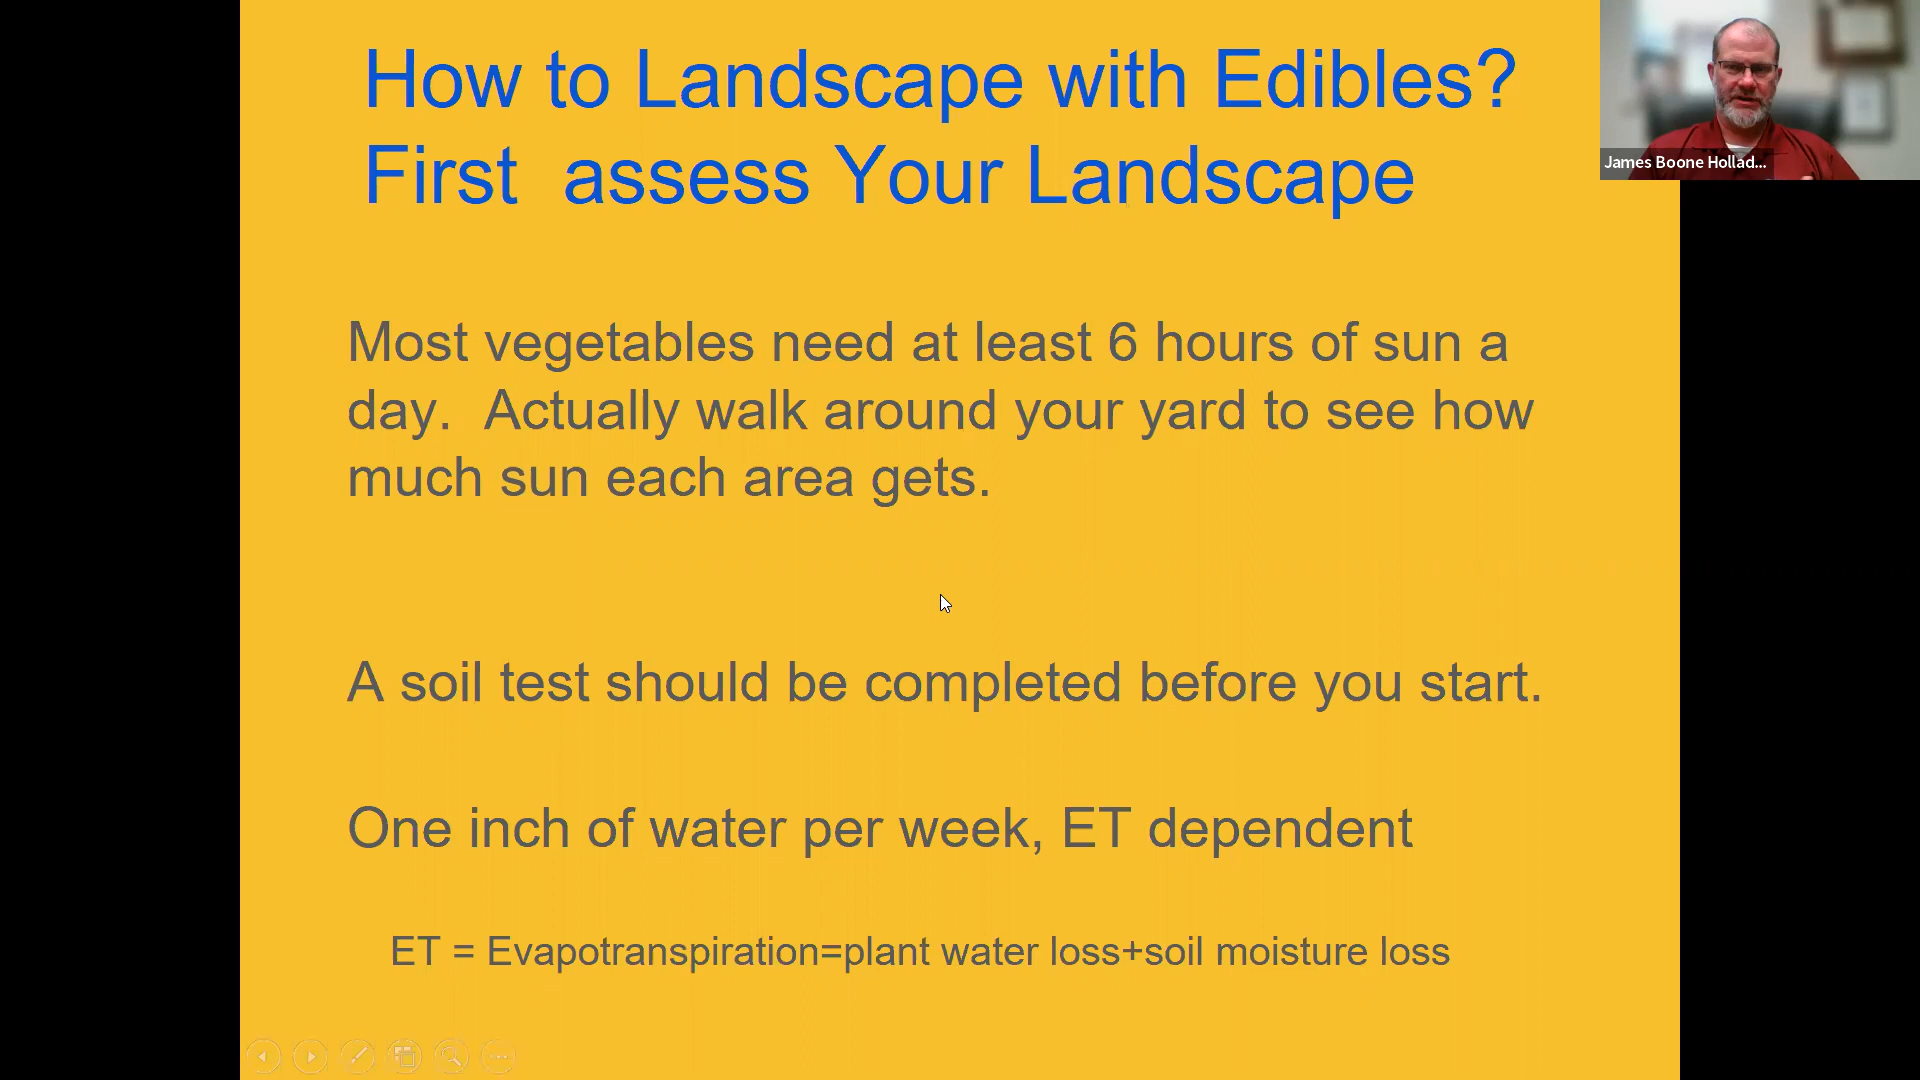 How to Landscape with Edibles?
First  assess Your Landscape
James Boone Hollad...
Most vegetables need at least 6 hours of sun a
day.  Actually walk around your yard to see how
much sun each area gets.
A soil test should be completed before you start.
One inch of water per week, ET dependent
ET = Evapotranspiration=plant water loss+soil moisture loss